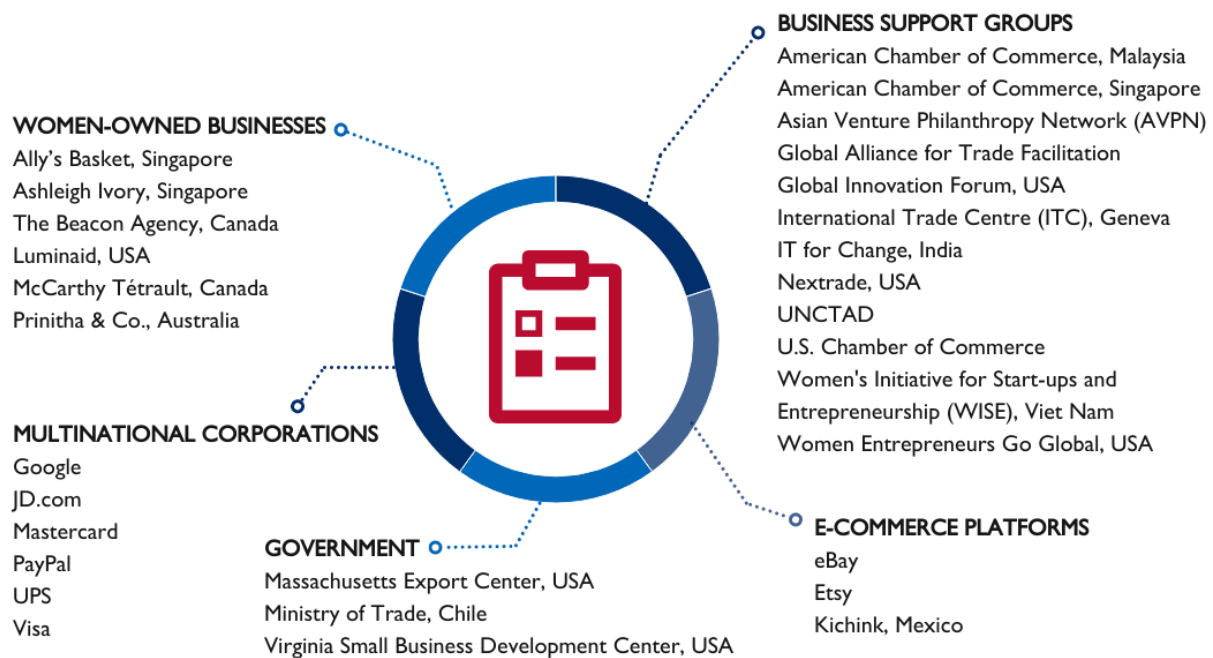 BUSINESS SUPPORT GROUPS
American Chamber of Commerce, Malaysia
American Chamber of Commerce, Singapore
Asian Venture Philanthropy Network (AVPN)
Global Alliance for Trade Facilitation
Global Innovation Forum, USA
International Trade Centre (ITC), Geneva
IT for Change, India
Nextrade, USA
UNCTAD
U.S. Chamber of Commerce
Women's Initiative for Start-ups and
Entrepreneurship (WISE), Viet Nam
Women Entrepreneurs Go Global, USA
WOMEN-OWNED BUSINESSES
Ally's Basket, Singapore
Ashleigh Ivory, Singapore
The Beacon Agency, Canada
Luminaid, USA
McCarthy Tétrault, Canada
Prinitha & Co., Australia
MULTINATIONAL CORPORATIONS
Google
JD.com
Mastercard
PayPal
UPS
Visa
GOVERNMENT
Massachusetts Export Center, USA
Ministry of Trade, Chile
Virginia Small Business Development Center, USA
E-COMMERCE PLATFORMS
eBay
Etsy
Kichink, Mexico